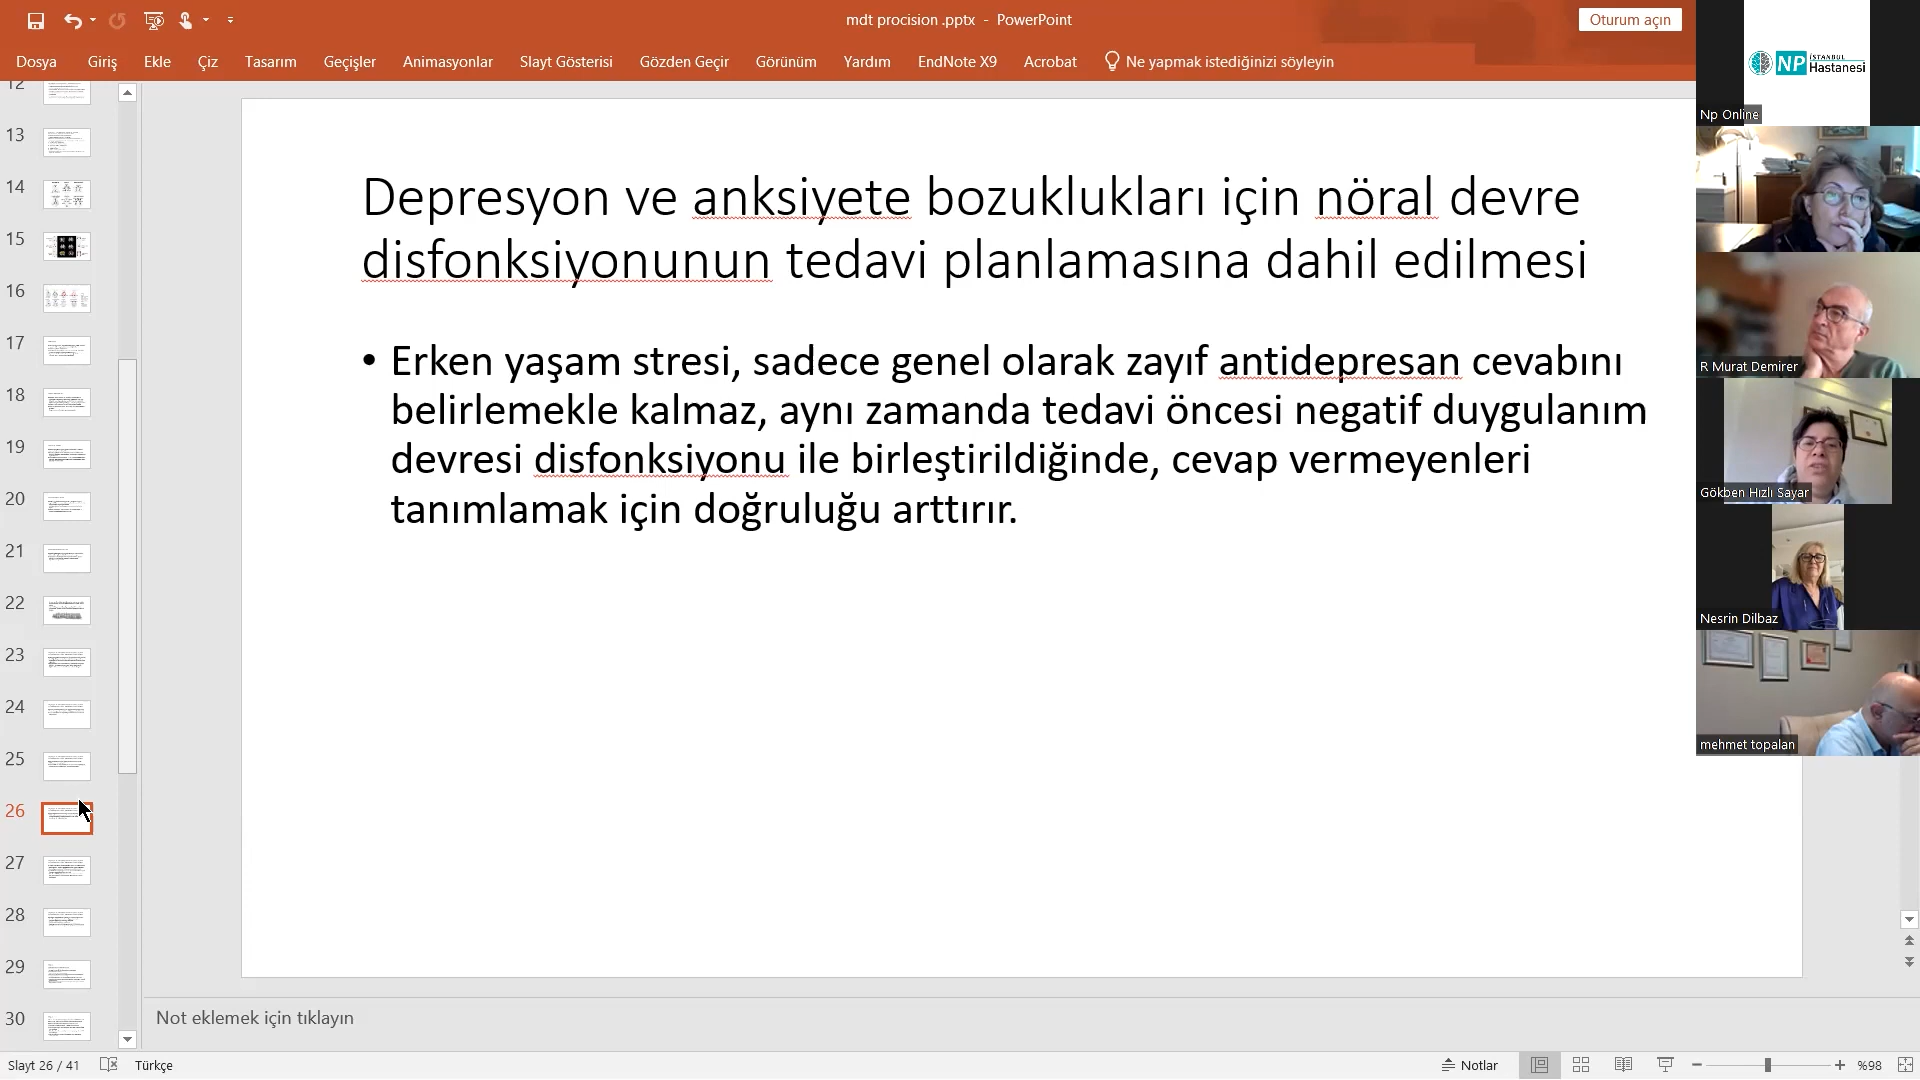 mdt procision .pptx - PowerPoint
Oturum açın
Dosya Giriş Ekle Çiz Tasarım Geçişler Animasyonlar Slayt Gösterisi Gözden Geçir Görünüm Yardım EndNote X9 Acrobat Ne yapmak istediğinizi söyleyin
12
13
14
15
16
17
18
19
20
21
22
23
24
25
26
27
28
29
30
Depresyon ve anksiyete bozuklukları için nöral devre
disfonksiyonunun tedavi planlamasına dahil edilmesi
• Erken yaşam stresi, sadece genel olarak zayıf antidepresan cevabını
belirlemekle kalmaz, aynı zamanda tedavi öncesi negatif duygulanım
devresi disfonksiyonu ile birleştirildiğinde, cevap vermeyenleri
tanımlamak için doğruluğu arttırır.
NP İSTANBUL
Hastanesi
Np Online
R Murat Demirer
Gökben Hızlı Sayar
Nesrin Dilbaz
mehmet topalan
Not eklemek için tıklayın
Slayt 26 / 41 Türkçe Notlar %98